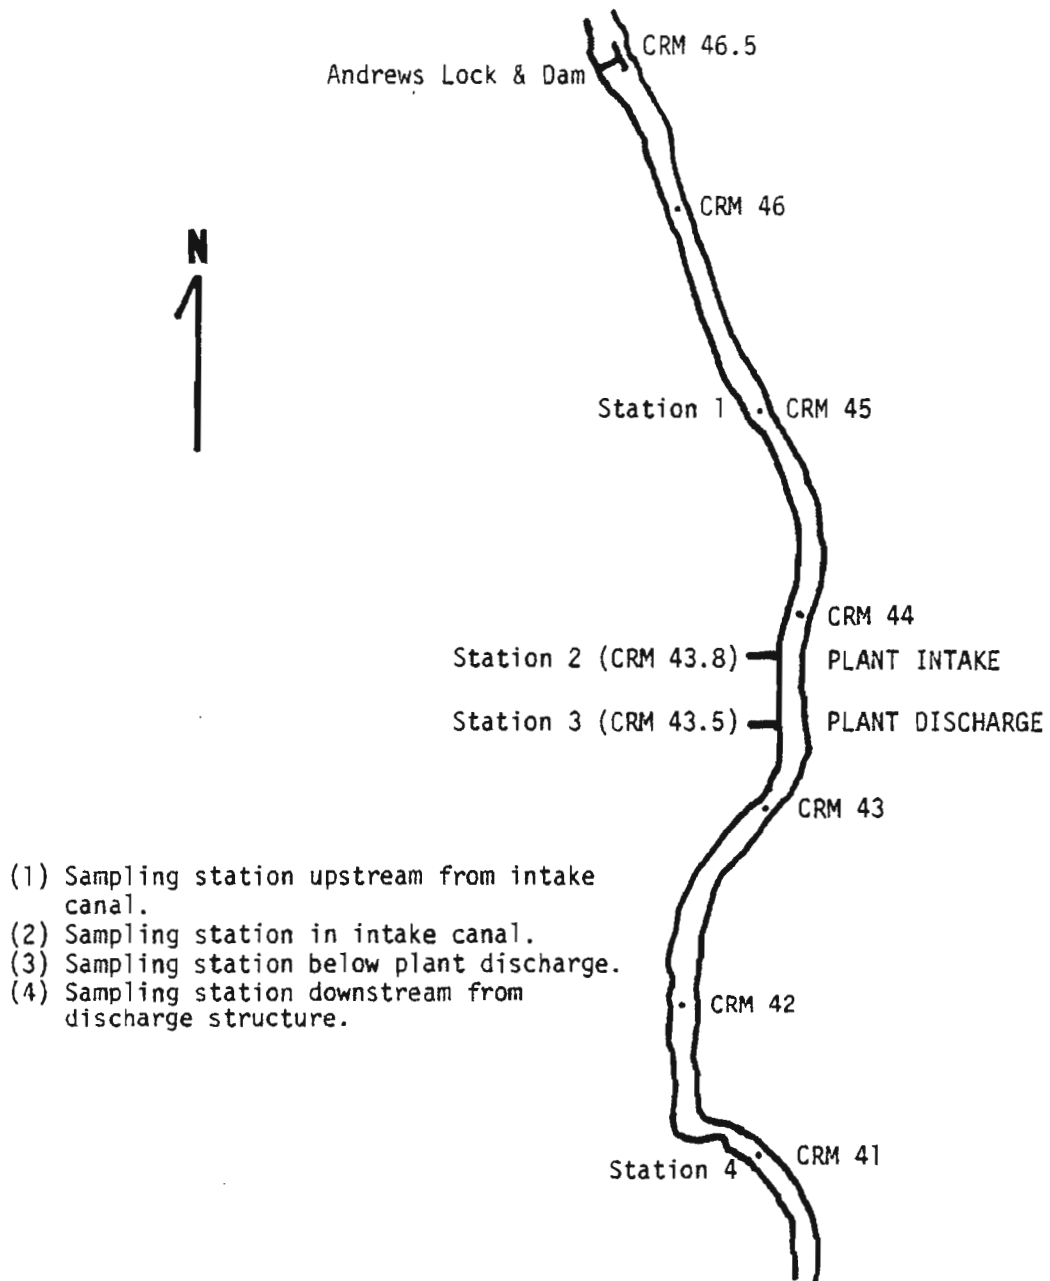 CRM 46.5
Andrews Lock & Dam
CRM 46
N
Station 1
CRM 45
CRM 44
Station 2 (CRM 43.8)
PLANT INTAKE
Station 3 (CRM 43.5)
PLANT DISCHARGE
CRM 43
(1) Sampling station upstream from intake
canal.
(2) Sampling station in intake canal.
(3) Sampling station below plant discharge.
(4) Sampling station downstream from
discharge structure.
CRM 42
CRM 41
Station 4